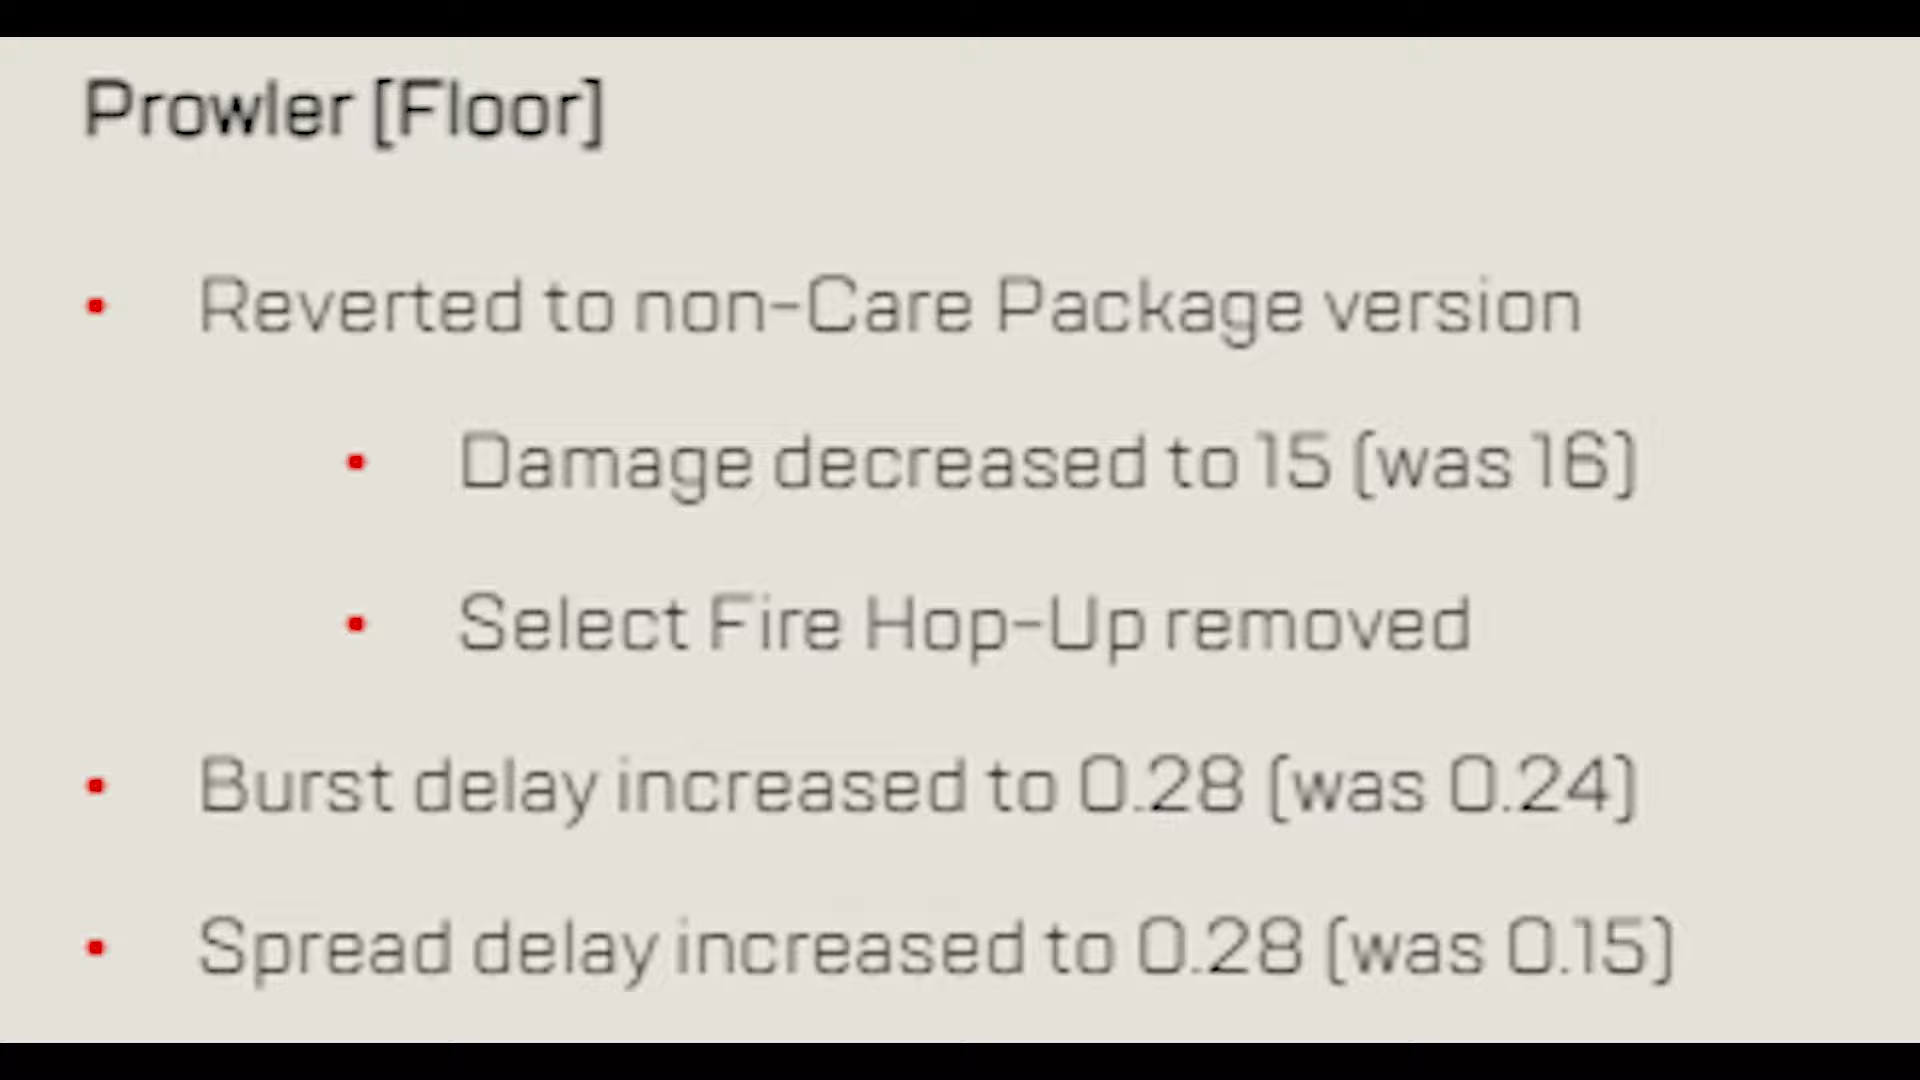 Prowler [Floor]
Reverted to non-Care Package version
Damage decreased to 15 (was 16)
Select Fire Hop-Up removed
Burst delay increased to 0.28 (was 0.24)
Spread delay increased to 0.28 (was 0.15)